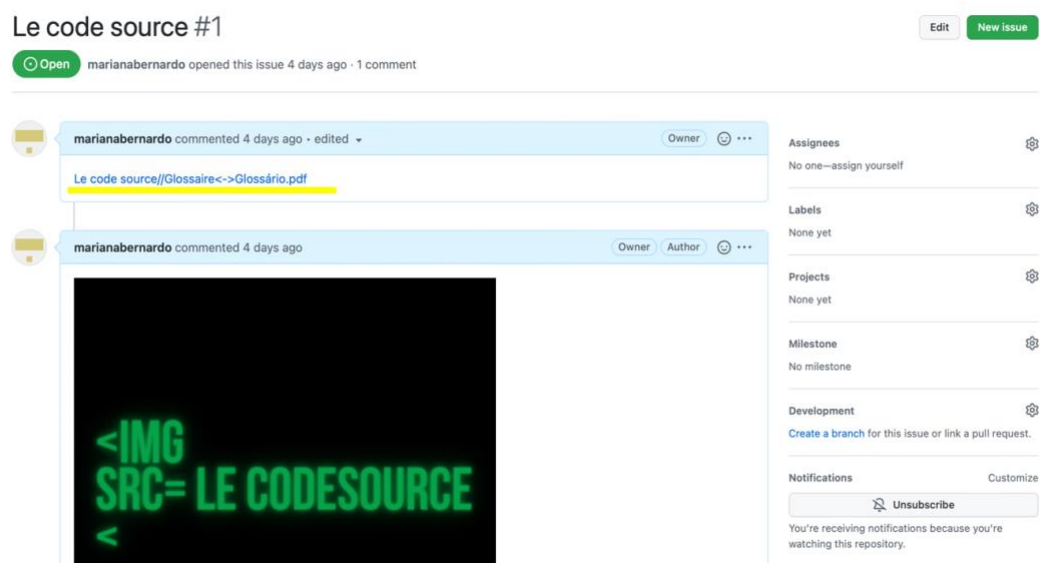 Le code source #1
Edit
New issue
Open
marianabernardo opened this issue 4 days ago · 1 comment
marianabernardo commented 4 days ago • edited
Owner
Le code source//Glossaire<->Glossário.pdf
marianabernardo commented 4 days ago
Owner
Author
<IMG
SRC= LE CODESOURCE
<
Assignees
No one—assign yourself
Labels
None yet
Projects
None yet
Milestone
No milestone
Development
Create a branch for this issue or link a pull request.
Notifications
Customize
Unsubscribe
You're receiving notifications because you're
watching this repository.